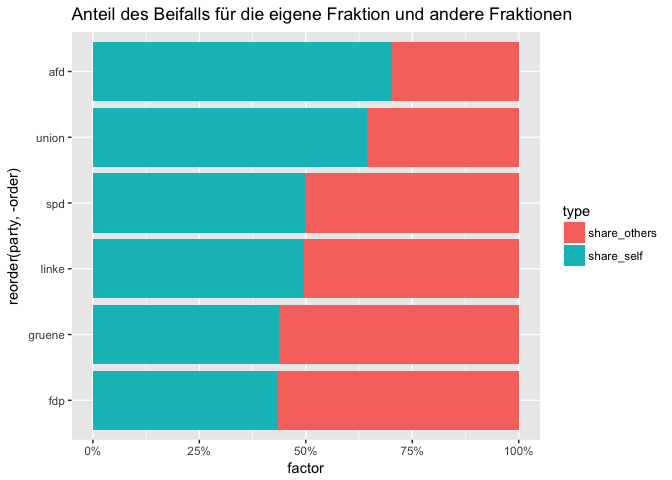 Anteil des Beifalls für die eigene Fraktion und andere Fraktionen
reorder(party, -order)
afd
union
spd
linke
gruene
fdp
0%
25%
50%
75%
100%
factor
type
share_others
share_self